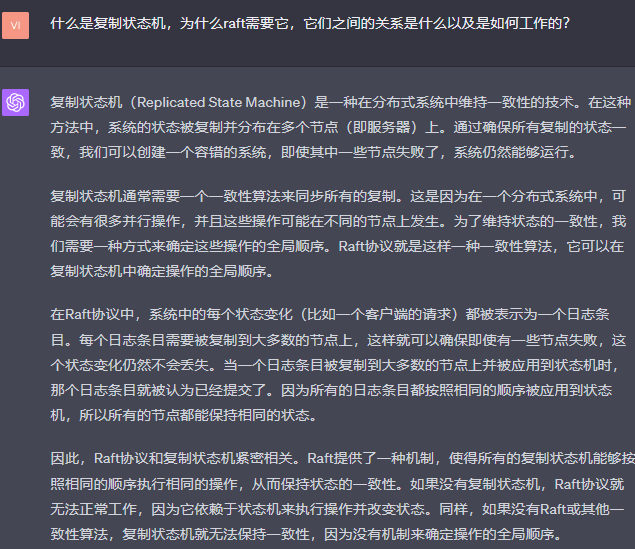 VI
什么是复制状态机，为什么raft需要它，它们之间的关系是什么以及是如何工作的？
复制状态机（Replicated State Machine）是一种在分布式系统中维持一致性的技术。在这种
方法中，系统的状态被复制并分布在多个节点（即服务器）上。通过确保所有复制的状态一
致，我们可以创建一个容错的系统，即使其中一些节点失败了，系统仍然能够运行。
复制状态机通常需要一个一致性算法来同步所有的复制。这是因为在一个分布式系统中，可
能会有很多并行操作，并且这些操作可能在不同的节点上发生。为了维持状态的一致性，我
们需要一种方式来确定这些操作的全局顺序。Raft协议就是这样一种一致性算法，它可以在
复制状态机中确定操作的全局顺序。
在Raft协议中，系统中的每个状态变化（比如一个客户端的请求）都被表示为一个日志条
目。每个日志条目需要被复制到大多数的节点上，这样就可以确保即使有一些节点失败，这
个状态变化仍然不会丢失。当一个日志条目被复制到大多数的节点上并被应用到状态机时，
那个日志条目就被认为已经提交了。因为所有的日志条目都按照相同的顺序被应用到状态
机，所以所有的节点都能保持相同的状态。
因此，Raft协议和复制状态机紧密相关。Raft提供了一种机制，使得所有的复制状态机能够按
照相同的顺序执行相同的操作，从而保持状态的一致性。如果没有复制状态机，Raft协议就
无法正常工作，因为它依赖于状态机来执行操作并改变状态。同样，如果没有Raft或其他一
致性算法，复制状态机就无法保持一致性，因为没有机制来确定操作的全局顺序。